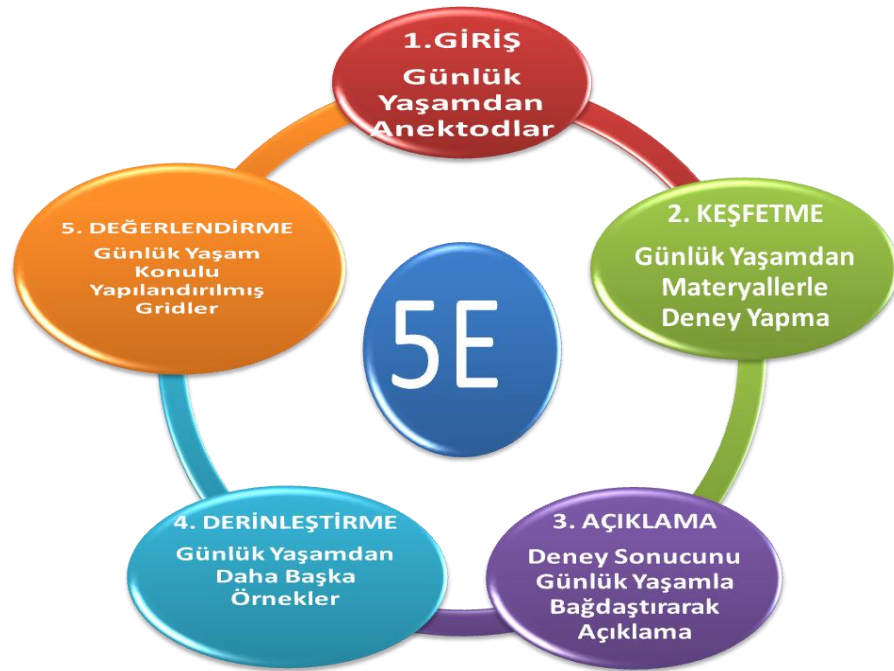 1.GİRİŞ
Günlük
Yaşamdan
Anektodlar
2. KEŞFETME
Günlük Yaşamdan
Materyallerle
Deney Yapma
3. AÇIKLAMA
Deney Sonucunu
Günlük Yaşamla
Bağdaştırarak
Açıklama
4. DERİNLEŞTİRME
Günlük Yaşamdan
Daha Başka
Örnekler
5. DEĞERLENDİRME
Günlük Yaşam
Konulu
Yapılandırılmış
Gridler
5E